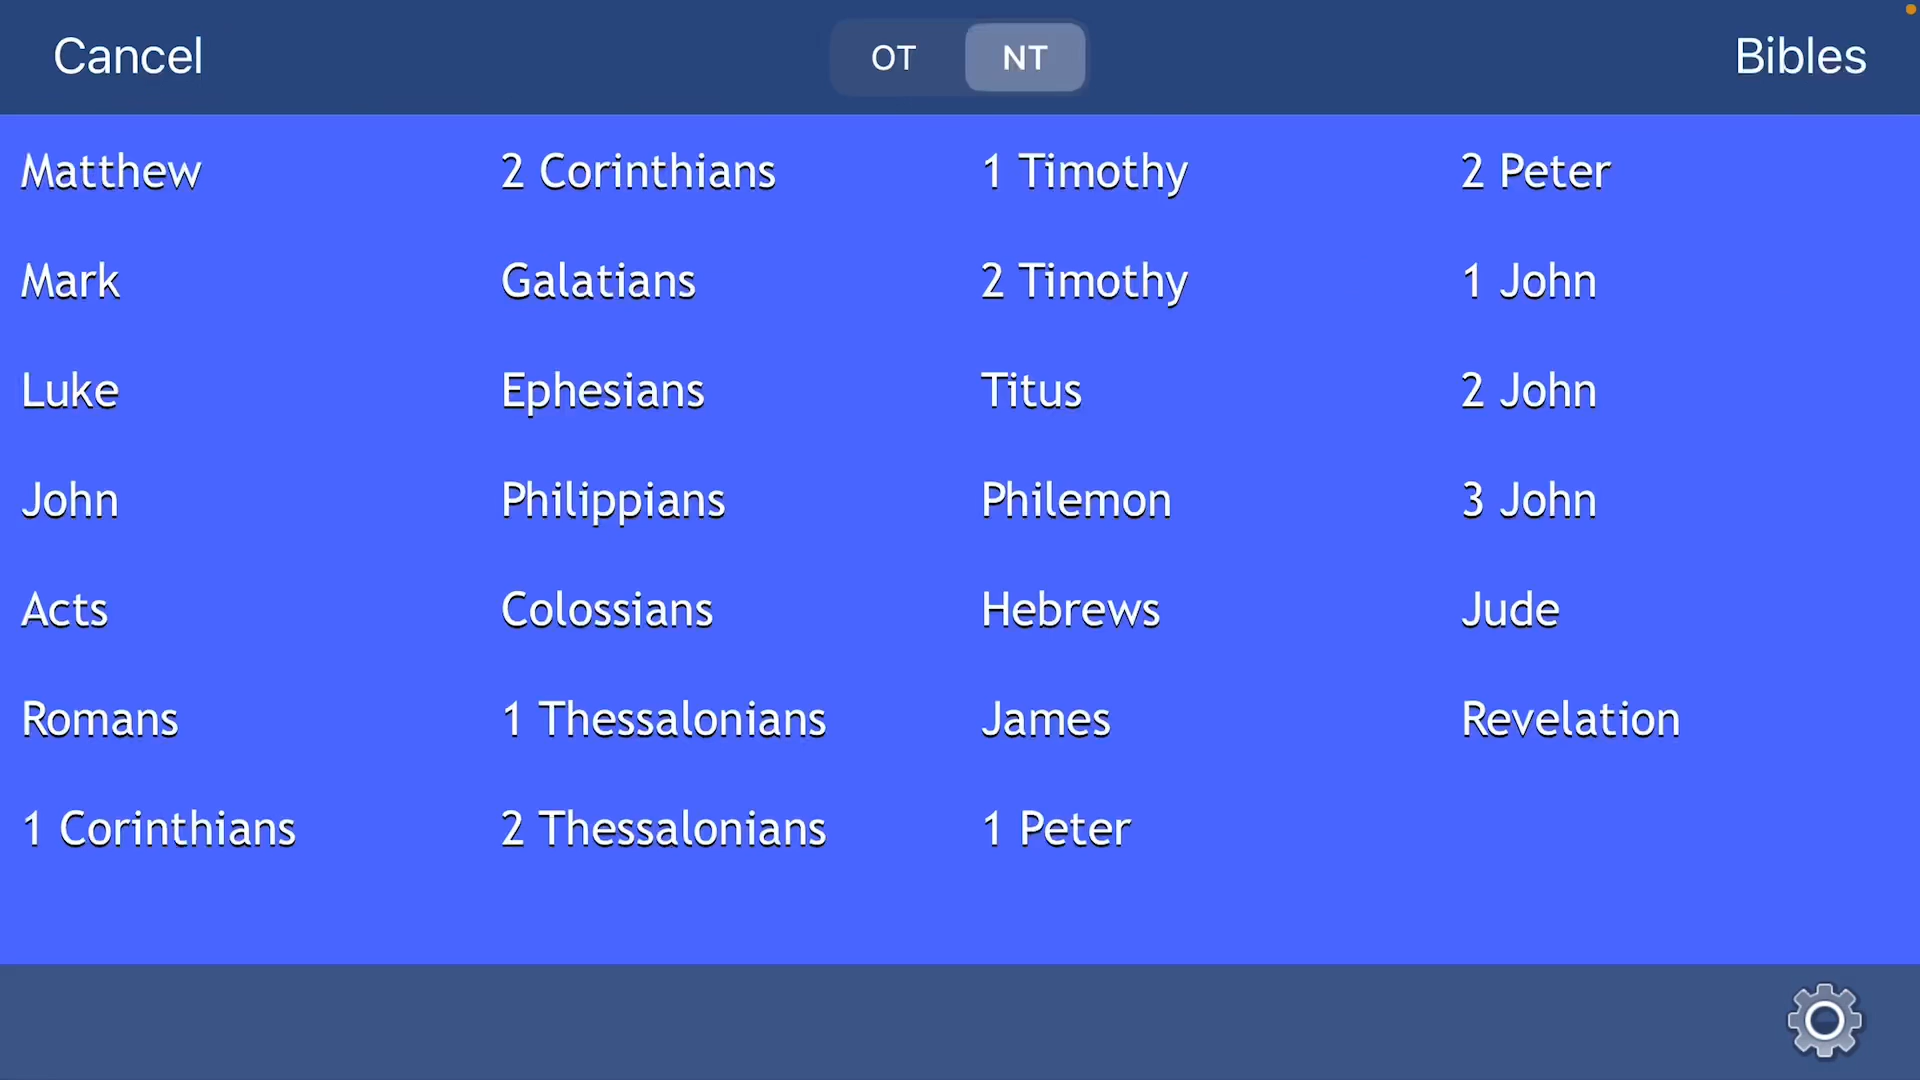 Cancel
OT
NT
Bibles
Matthew
Mark
Luke
John
Acts
Romans
1 Corinthians
2 Corinthians
Galatians
Ephesians
Philippians
Colossians
1 Thessalonians
2 Thessalonians
1 Timothy
2 Timothy
Titus
Philemon
Hebrews
James
1 Peter
2 Peter
1 John
2 John
3 John
Jude
Revelation